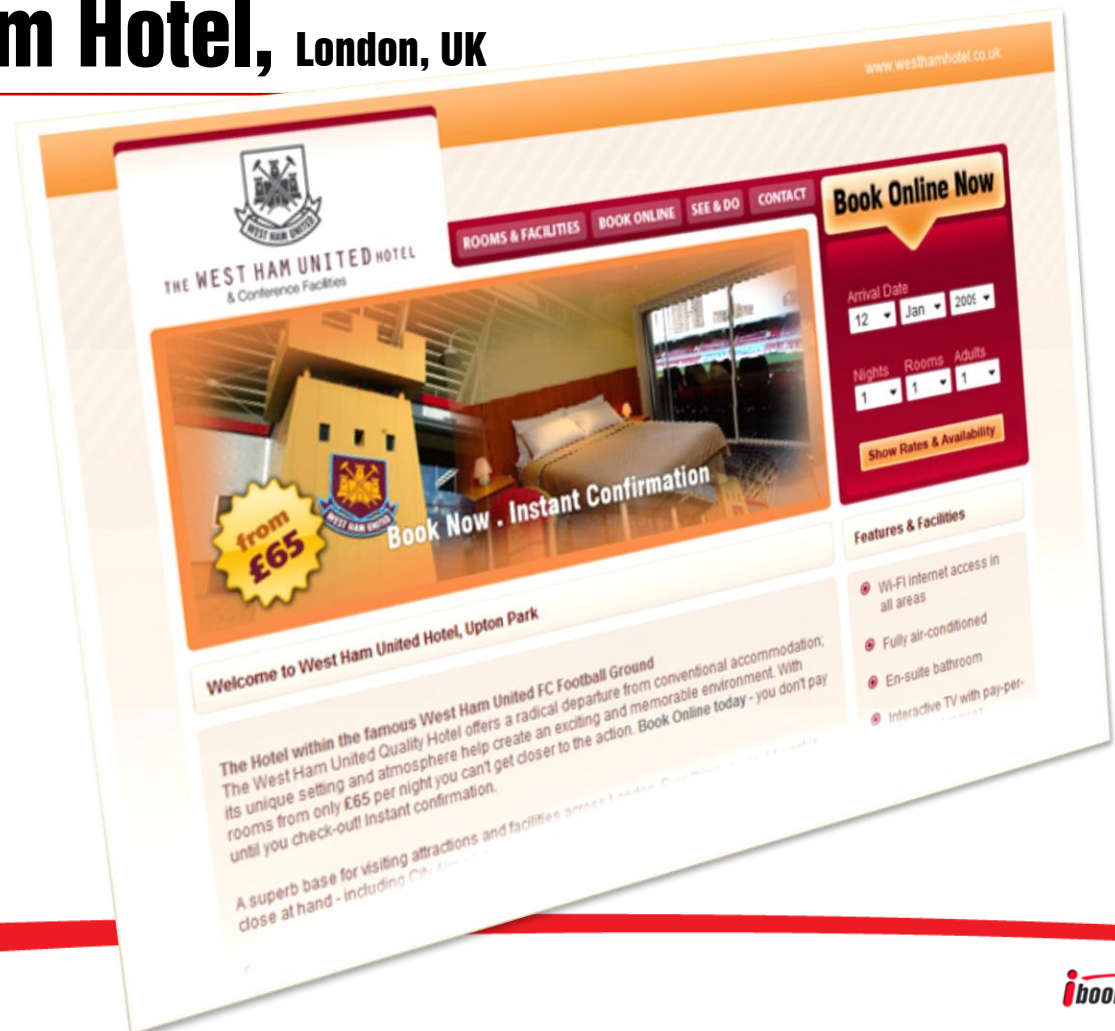 m Hotel, London, UK
www.westhamhotel.co.uk
WEST HAM UNITED
THE WEST HAM UNITED HOTEL
& Conference Facilities
ROOMS & FACILITIES
BOOK ONLINE
SEE & DO
CONTACT
Book Online Now
Arrival Date
12 Jan
Nights Rooms Adults
1 1 1
Show Rates & Availability
WEST HAM UNITED
from
£65
Book Now . Instant Confirmation
Welcome to West Ham United Hotel, Upton Park
The Hotel within the famous West Ham United FC Football Ground
The West Ham United Quality Hotel offers a radical departure from conventional accommodation;
its unique setting and atmosphere help create an exciting and memorable environment. With
rooms from only £65 per night you can't get closer to the action. Book Online today - you don't pay
until you check-out! Instant confirmation.
A superb base for visiting attractions and facilities across London.
close at hand - including City
Features & Facilities
Wi-FI internet access in
all areas
Fully air-conditioned
En-suite bathroom
Interactive TV with pay-per-
iboo